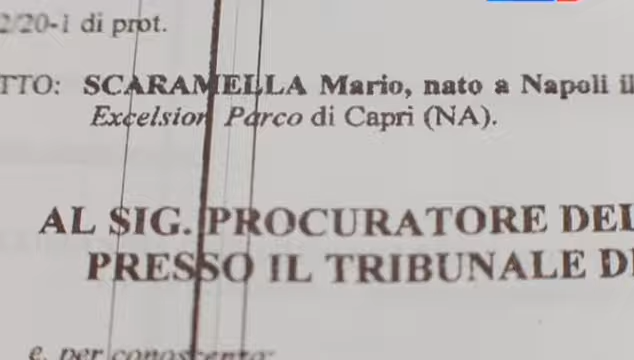 2/20-1 di prot.
TTO: SCARAMELLA Mario, nato a Napoli il
Excelsior Parco di Capri (NA).
AL SIG. PROCURATORE DEL
PRESSO IL TRIBUNALE DI
e, per conoscenza: